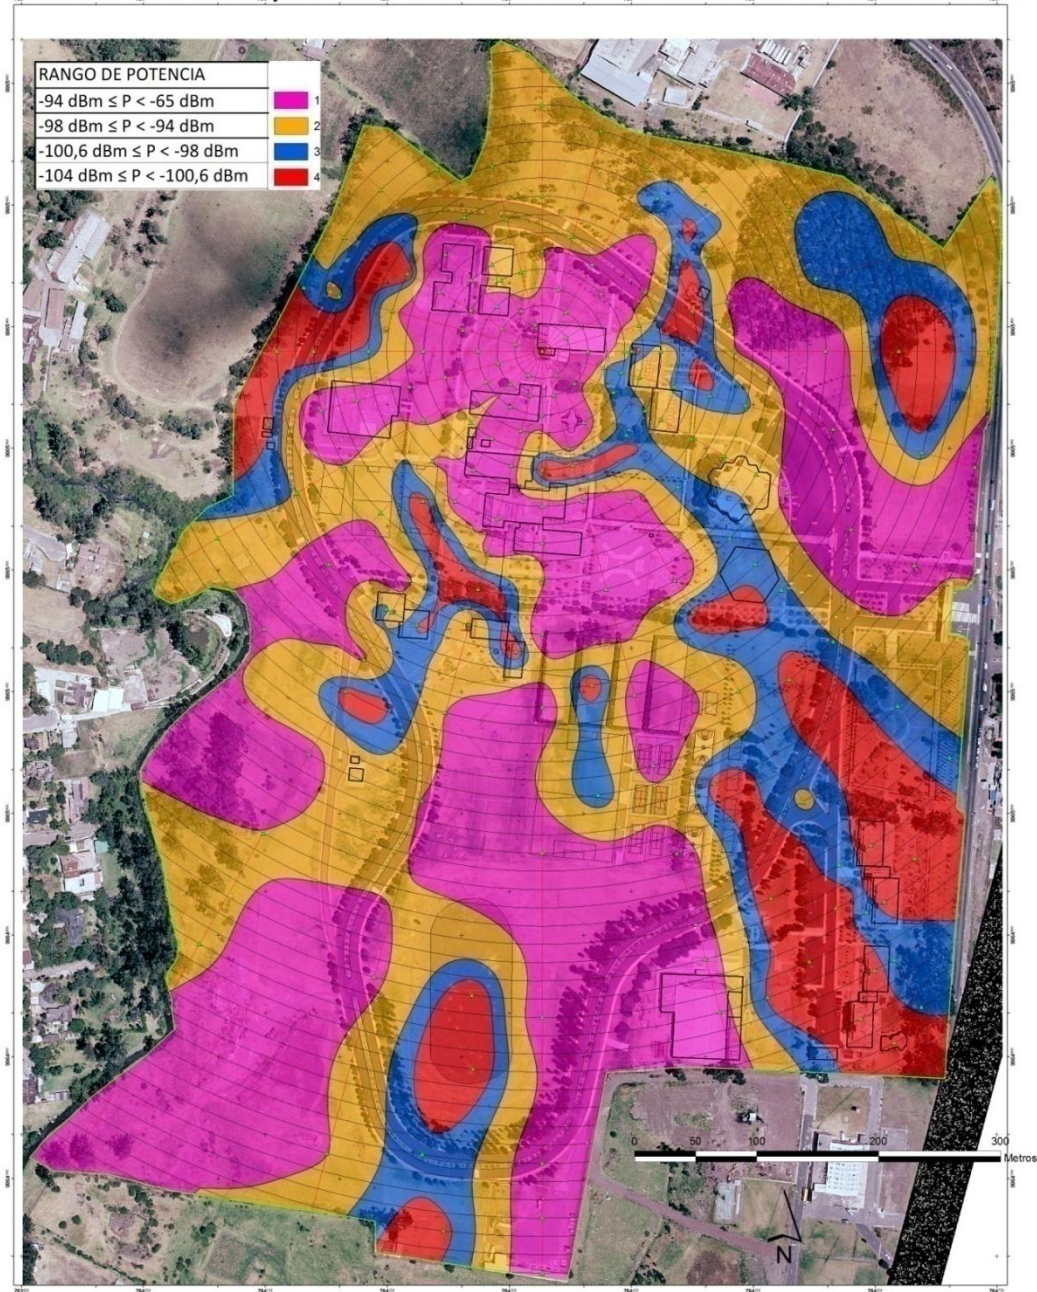 RANGO DE POTENCIA
-94 dBm ≤ P < -65 dBm 1
-98 dBm ≤ P < -94 dBm 2
-100,6 dBm ≤ P < -98 dBm 3
-104 dBm ≤ P < -100,6 dBm 4
0 50 100 200 300
Metros
N